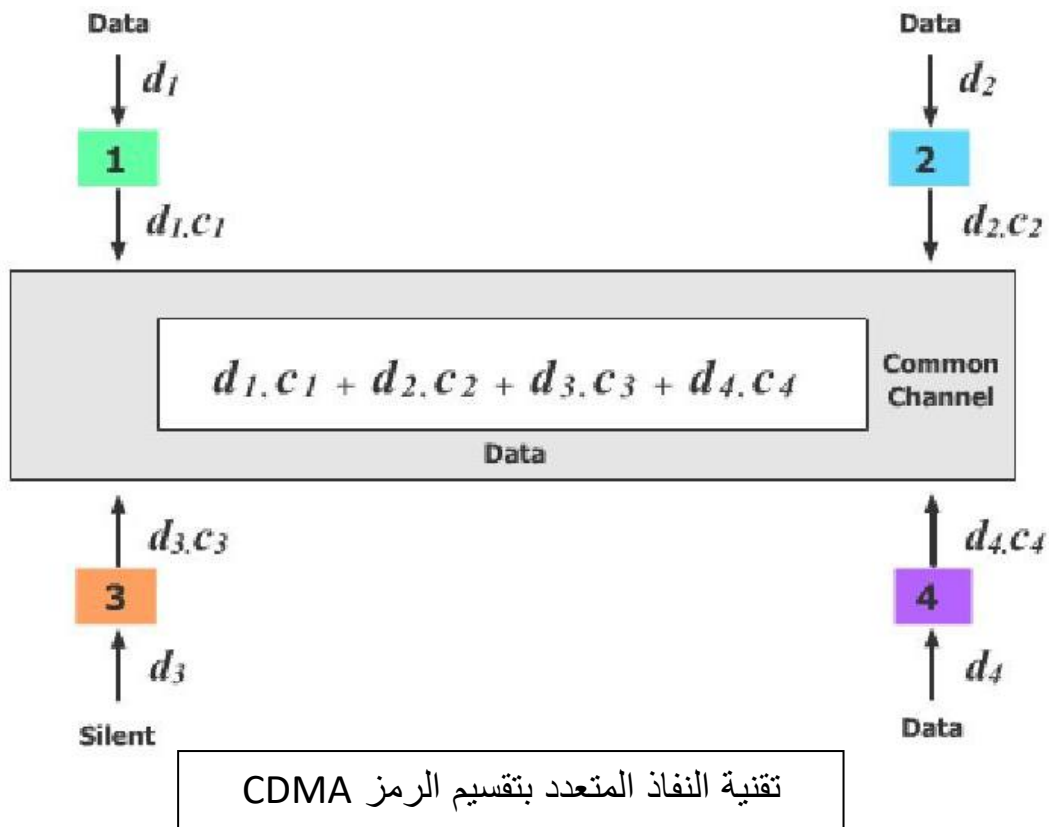 Data Data
d1 d2
1 2
d1.c1 d2.c2
d1.c1 + d2.c2 + d3.c3 + d4.c4
Common
Channel
Data
d3.c3 d4.c4
3 4
d3 d4
Silent Data
تقنية النفاذ المتعدد بتقسيم الرمز CDMA